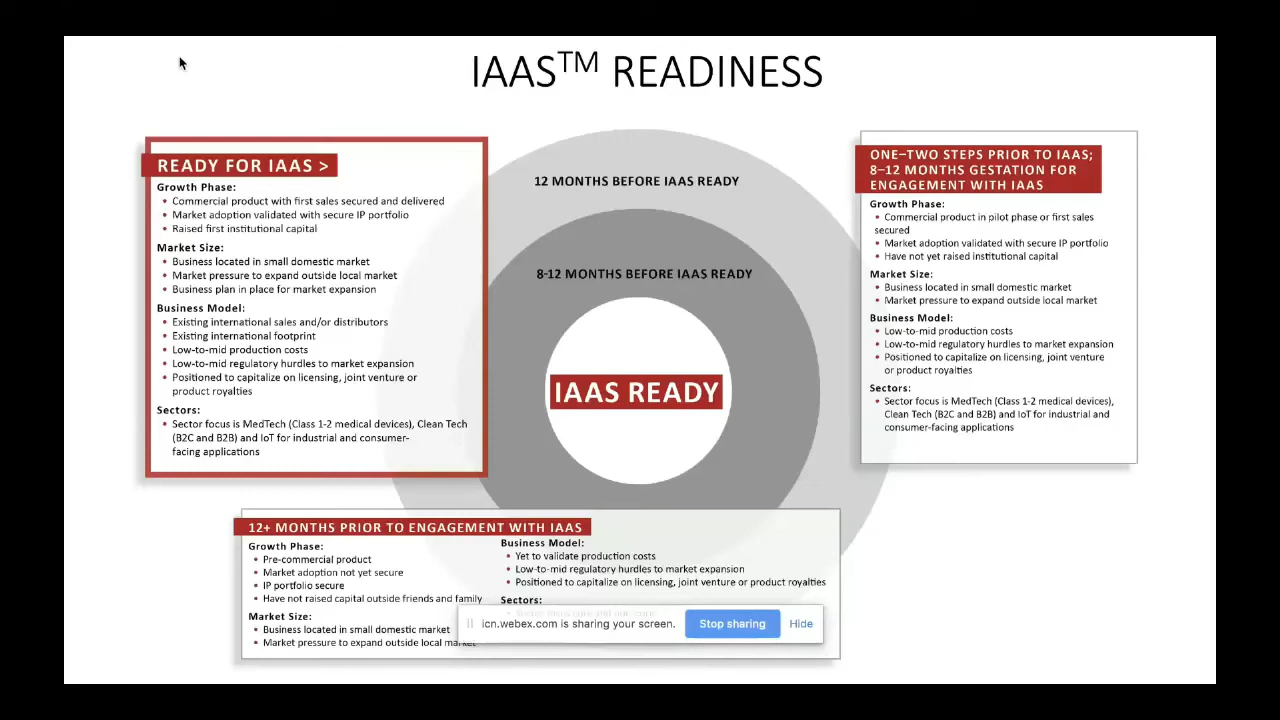 IAAS™ READINESS
READY FOR IAAS >
Growth Phase:
• Commercial product with first sales secured and delivered
• Market adoption validated with secure IP portfolio
• Raised first institutional capital
Market Size:
• Business located in small domestic market
• Market pressure to expand outside local market
• Business plan in place for market expansion
Business Model:
• Existing international sales and/or distributors
• Existing international footprint
• Low-to-mid production costs
• Low-to-mid regulatory hurdles to market expansion
• Positioned to capitalize on licensing, joint venture or
product royalties
Sectors:
• Sector focus is MedTech (Class 1-2 medical devices), Clean Tech
(B2C and B2B) and IoT for industrial and consumer-
facing applications
12 MONTHS BEFORE IAAS READY
8-12 MONTHS BEFORE IAAS READY
IAAS READY
ONE–TWO STEPS PRIOR TO IAAS;
8–12 MONTHS GESTATION FOR
ENGAGEMENT WITH IAAS
Growth Phase:
• Commercial product in pilot phase or first sales
secured
• Market adoption validated with secure IP portfolio
• Have not yet raised institutional capital
Market Size:
• Business located in small domestic market
• Market pressure to expand outside local market
Business Model:
• Low-to-mid production costs
• Low-to-mid regulatory hurdles to market expansion
• Positioned to capitalize on licensing, joint venture
or product royalties
Sectors:
• Sector focus is MedTech (Class 1-2 medical devices),
Clean Tech (B2C and B2B) and IoT for industrial and
consumer-facing applications
12+ MONTHS PRIOR TO ENGAGEMENT WITH IAAS
Growth Phase:
• Pre-commercial product
• Market adoption not yet secure
• IP portfolio secure
• Have not raised capital outside friends and family
Market Size:
• Business located in small domestic market
• Market pressure to expand outside local market
Business Model:
• Yet to validate production costs
• Low-to-mid regulatory hurdles to market expansion
• Positioned to capitalize on licensing, joint venture or product royalties
Sectors:
icn.webex.com is sharing your screen.
Stop sharing
Hide